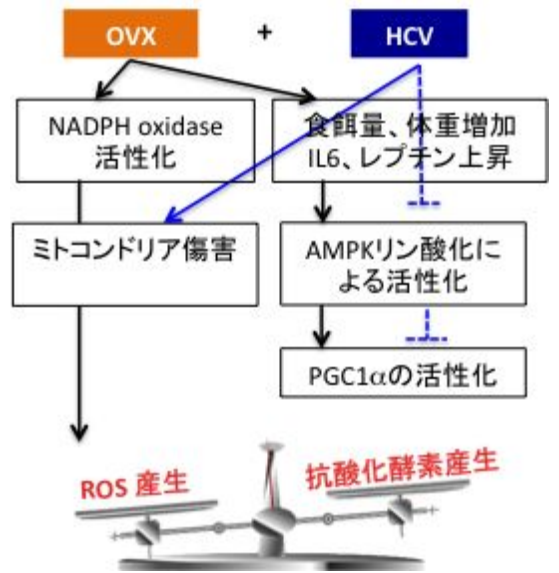 OVX + HCV
NADPH oxidase
活性化
食餌量、体重増加
IL6、レプチン上昇
ミトコンドリア傷害
AMPKリン酸化に
よる活性化
PGC1αの活性化
ROS 産生
抗酸化酵素産生